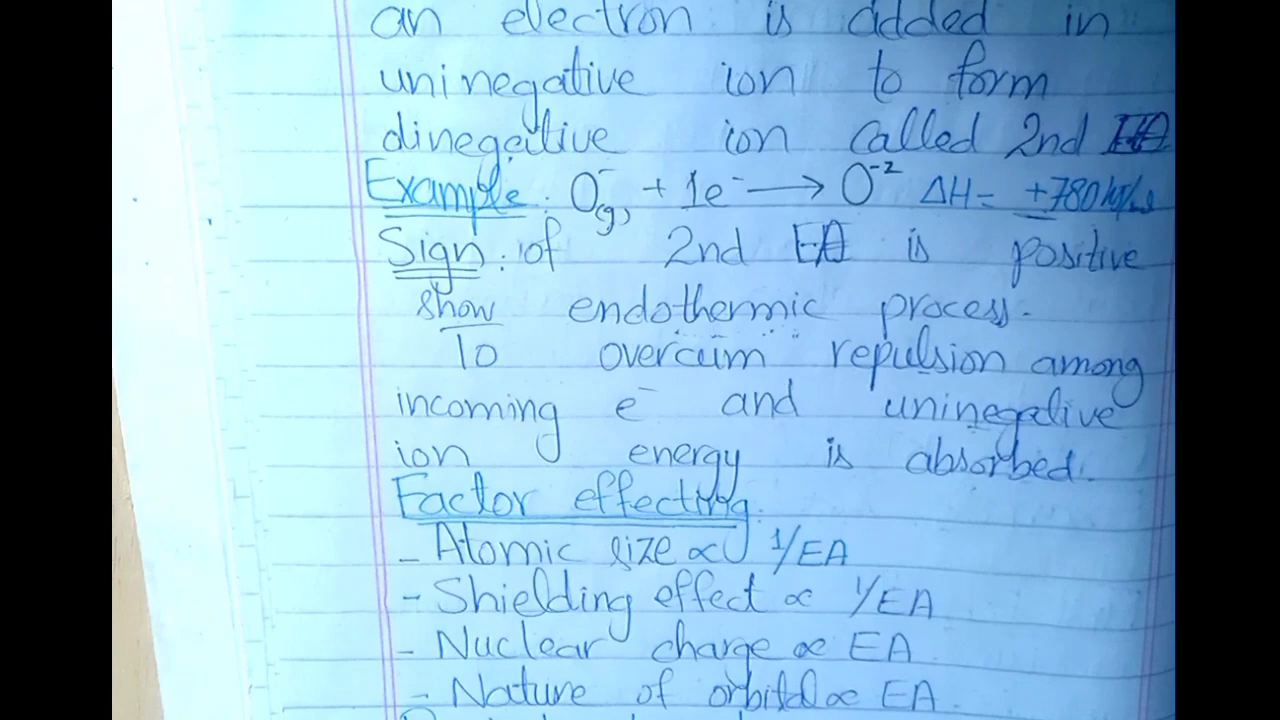 an electron is added in
uninegative ion to form
dinegative ion called 2nd EA
Example: O⁻(g) + 1e⁻ → O⁻² ΔH= +780 kJ/mol
Sign: of 2nd EA is positive
show endothermic process.
To overcum repulsion among
incoming e⁻ and uninegative
ion energy is absorbed.
Factor effecting
- Atomic size ∝ 1/EA
- Shielding effect ∝ 1/EA
- Nuclear charge ∝ EA
- Nature of orbital ∝ EA